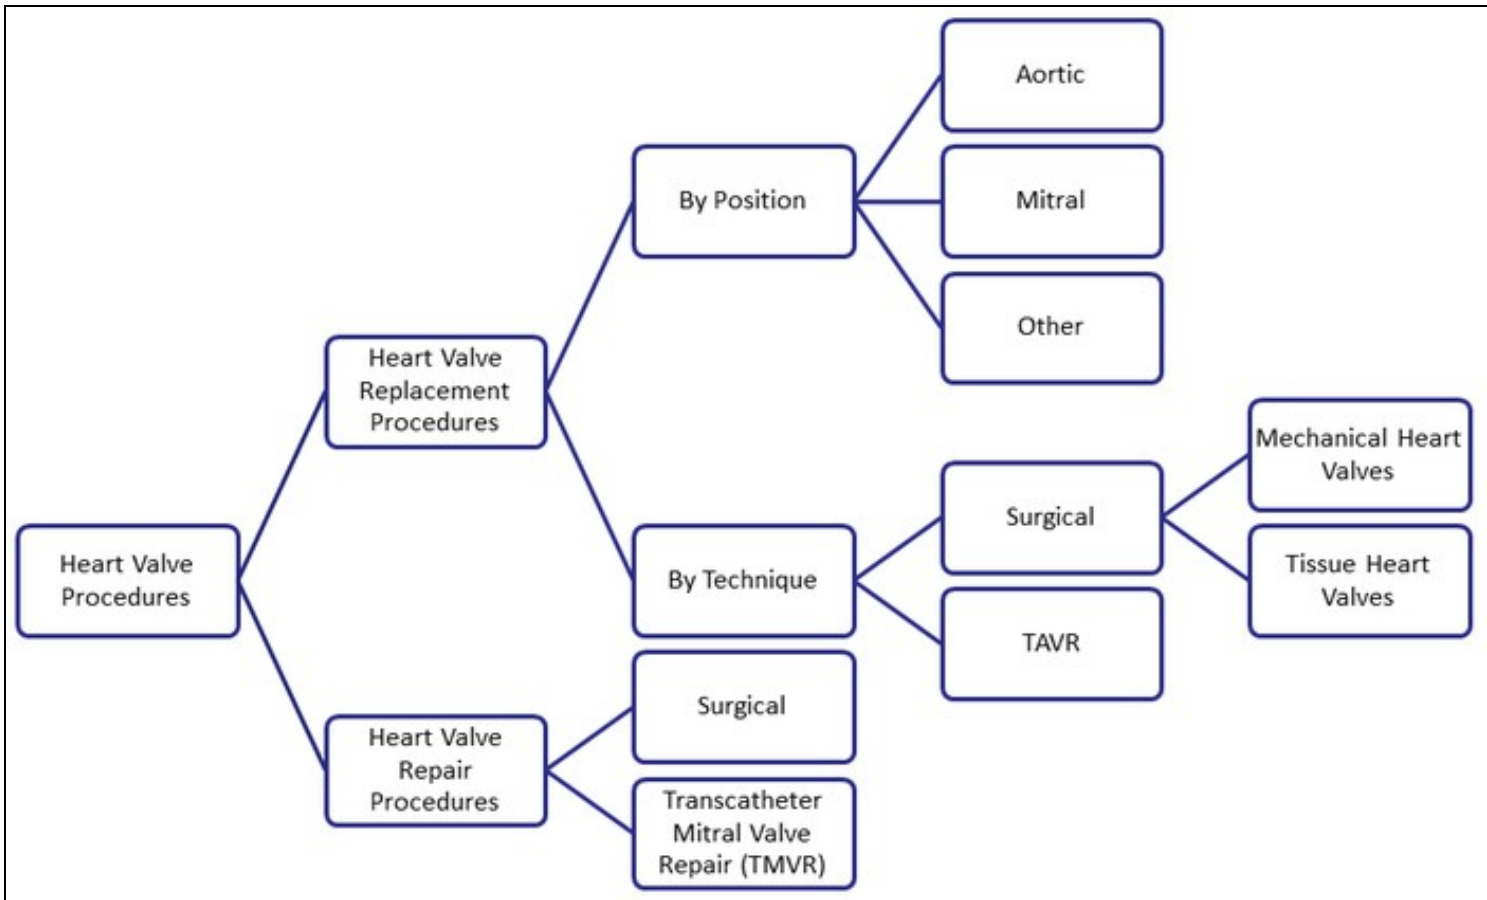 Heart Valve
Procedures
Heart Valve
Replacement
Procedures
By Position
Aortic
Mitral
Other
By Technique
Surgical
Mechanical Heart
Valves
Tissue Heart
Valves
TAVR
Heart Valve
Repair
Procedures
Surgical
Transcatheter
Mitral Valve
Repair (TMVR)